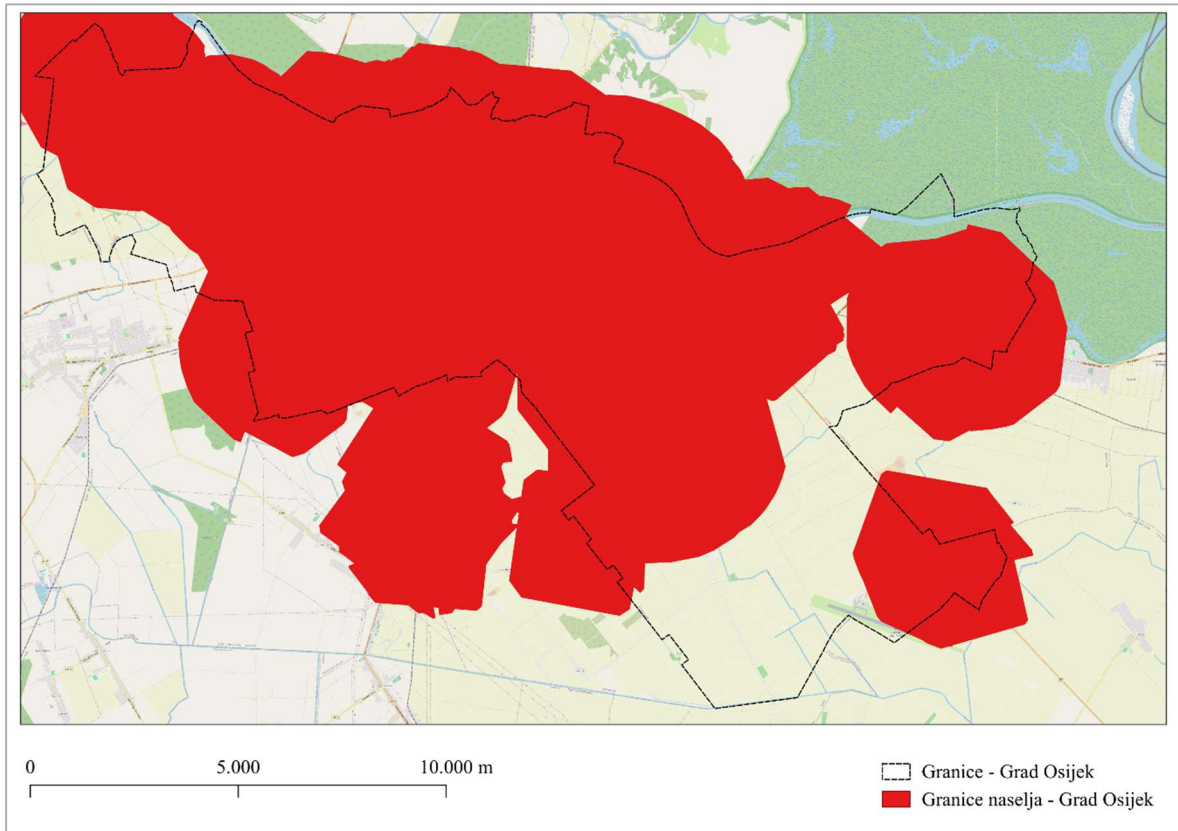 0
5.000
10.000 m
Granice - Grad Osijek
Granice naselja - Grad Osijek